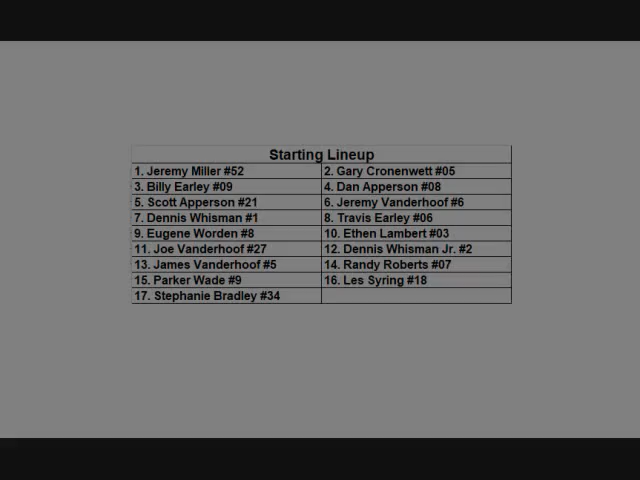 Starting Lineup
1. Jeremy Miller #52 2. Gary Cronenwett #05
3. Billy Earley #09 4. Dan Apperson #08
5. Scott Apperson #21 6. Jeremy Vanderhoof #6
7. Dennis Whisman #1 8. Travis Earley #06
9. Eugene Worden #8 10. Ethen Lambert #03
11. Joe Vanderhoof #27 12. Dennis Whisman Jr. #2
13. James Vanderhoof #5 14. Randy Roberts #07
15. Parker Wade #9 16. Les Syring #18
17. Stephanie Bradley #34